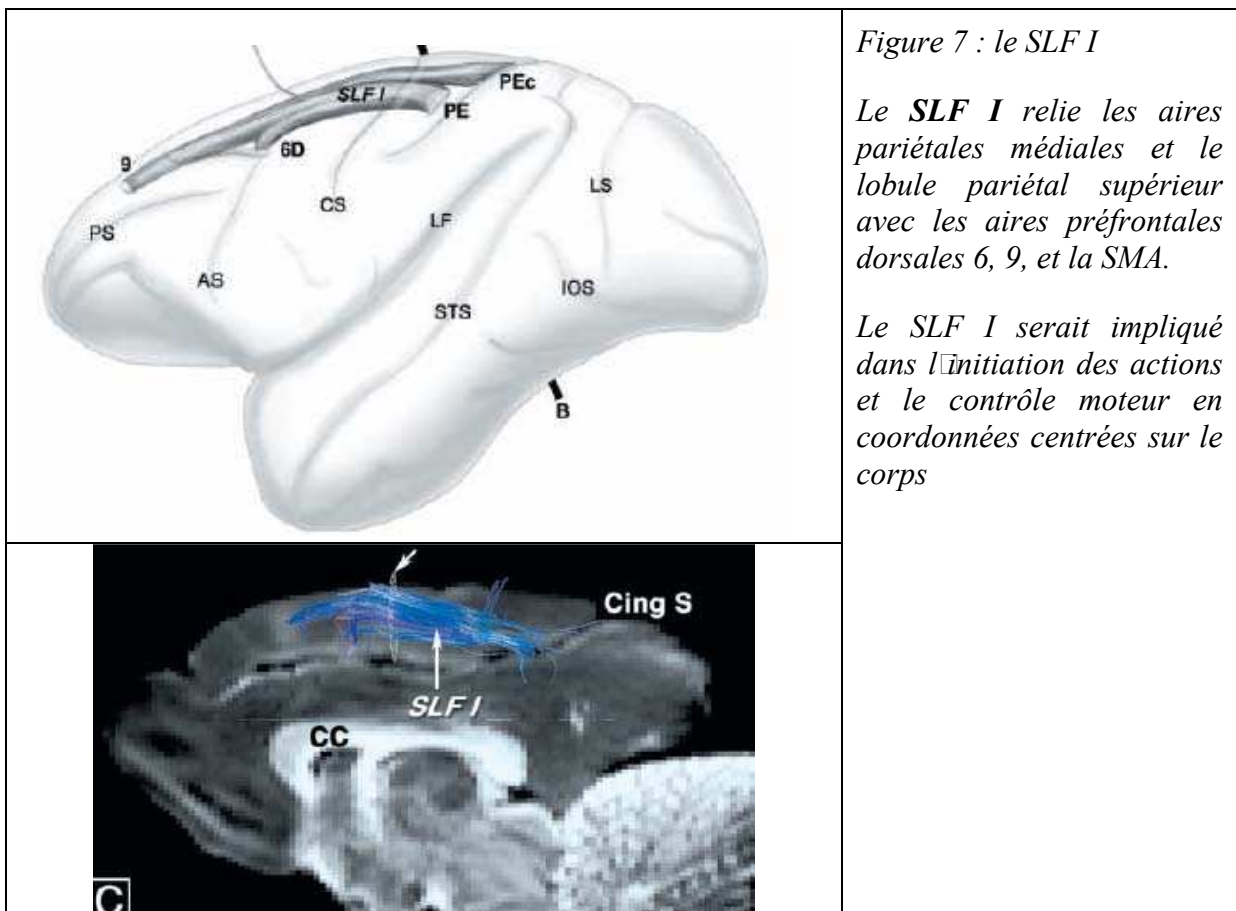 PEc
SLF I
PE
9
6D
CS
LS
PS
LF
AS
IOS
STS
B
Cing S
SLF I
CC
C
Figure 7 : le SLF I
Le SLF I relie les aires
pariétales médiales et le
lobule pariétal supérieur
avec les aires préfrontales
dorsales 6, 9, et la SMA.
Le SLF I serait impliqué
dans l□initiation des actions
et le contrôle moteur en
coordonnées centrées sur le
corps